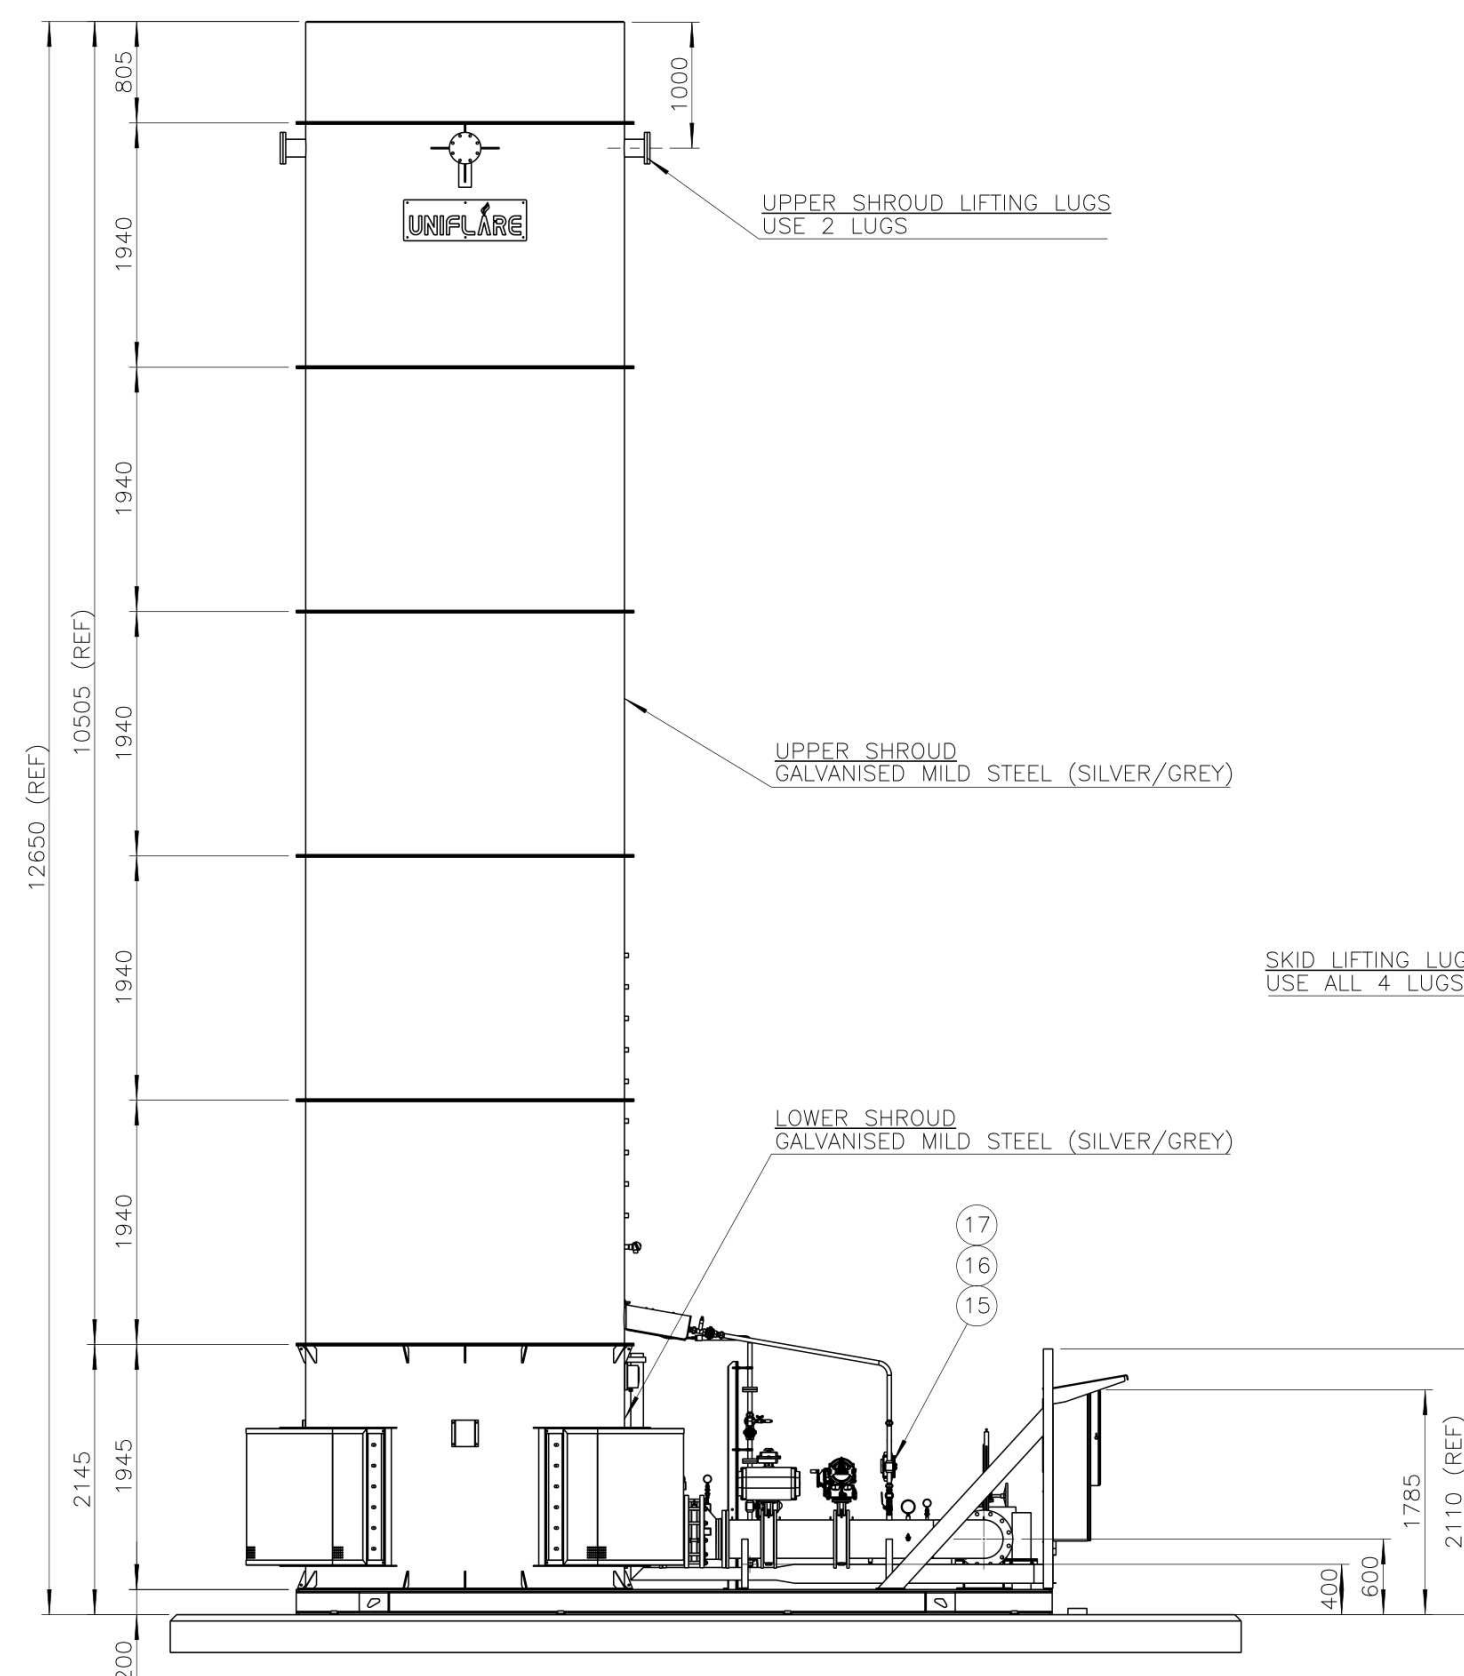 805
1000
UPPER SHROUD LIFTING LUGS
USE 2 LUGS
UNIFLARE
1940
1940
10505 (REF)
1940
12650 (REF)
UPPER SHROUD
GALVANISED MILD STEEL (SILVER/GREY)
1940
SKID LIFTING LUG
USE ALL 4 LUGS
LOWER SHROUD
GALVANISED MILD STEEL (SILVER/GREY)
1940
17
16
15
2145
1945
1785
2110 (REF)
400
600
200